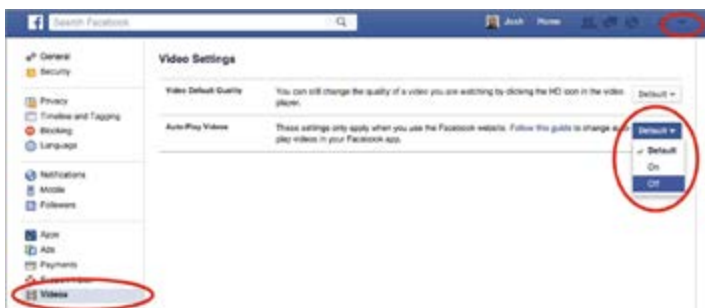 f Search Facebook Josh Home
General
Security
Privacy
Timeline and Tagging
Blocking
Language
Notifications
Mobile
Followers
Apps
Ads
Payments
Videos
Video Settings
Video Default Quality
You can still change the quality of a video you are watching by clicking the HD icon in the video
player.
Default
Auto-Play Videos
These settings only apply when you use the Facebook website. Follow this guide to change
play videos in your Facebook app.
Default
Default
On
Off